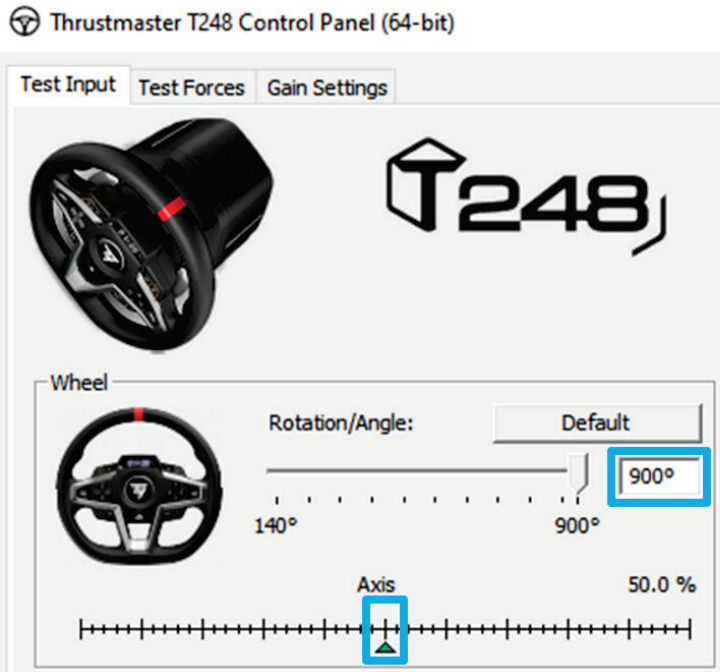 Thrustmaster T248 Control Panel (64-bit)
Test Input Test Forces Gain Settings
T248
Wheel
Rotation/Angle: Default
900°
140° 900°
Axis 50.0 %